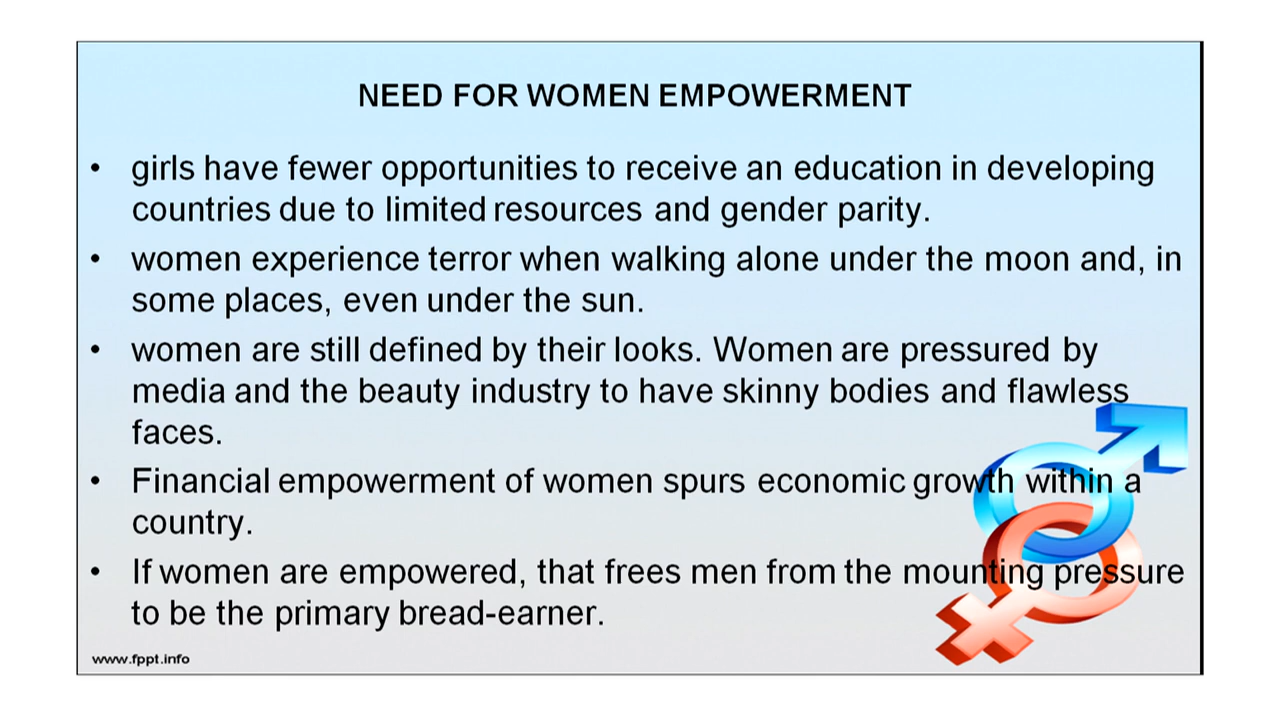 NEED FOR WOMEN EMPOWERMENT
• girls have fewer opportunities to receive an education in developing
countries due to limited resources and gender parity.
• women experience terror when walking alone under the moon and, in
some places, even under the sun.
• women are still defined by their looks. Women are pressured by
media and the beauty industry to have skinny bodies and flawless
faces.
• Financial empowerment of women spurs economic growth within a
country.
• If women are empowered, that frees men from the mounting pressure
to be the primary bread-earner.
www.fppt.info